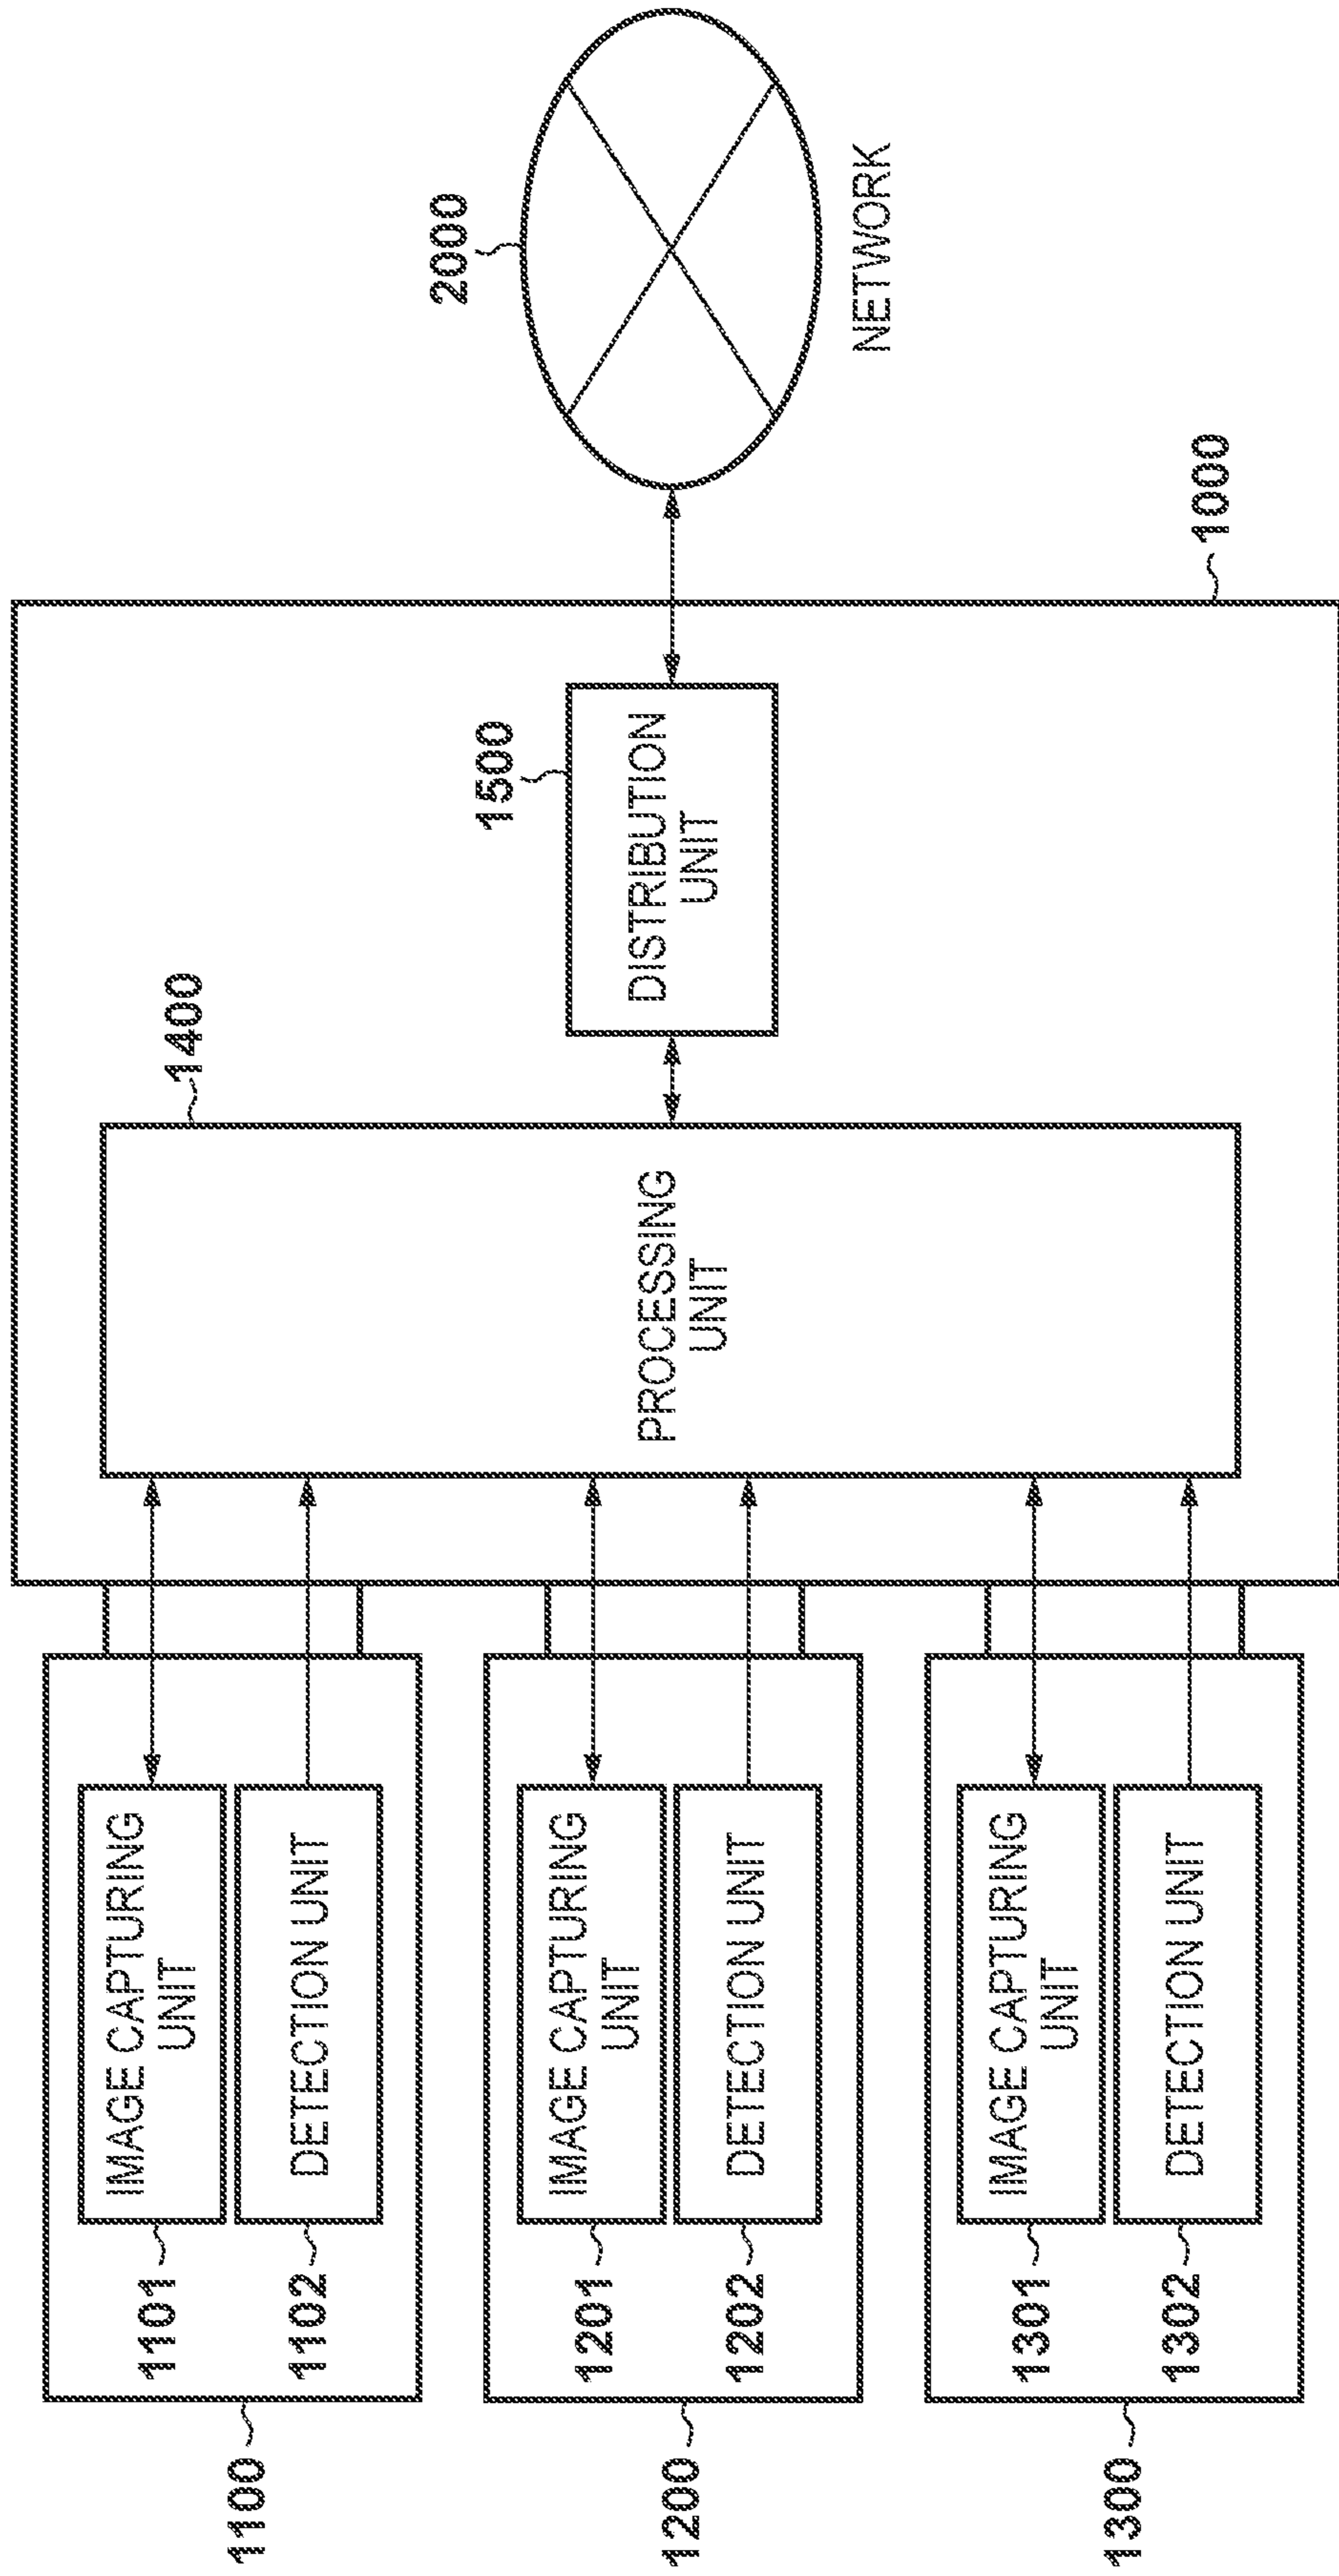 1100
1101
IMAGE CAPTURING
UNIT
1102
DETECTION UNIT
1200
1201
IMAGE CAPTURING
UNIT
1202
DETECTION UNIT
1300
1301
IMAGE CAPTURING
UNIT
1302
DETECTION UNIT
1400
PROCESSING
UNIT
1500
DISTRIBUTION
UNIT
1000
2000
NETWORK